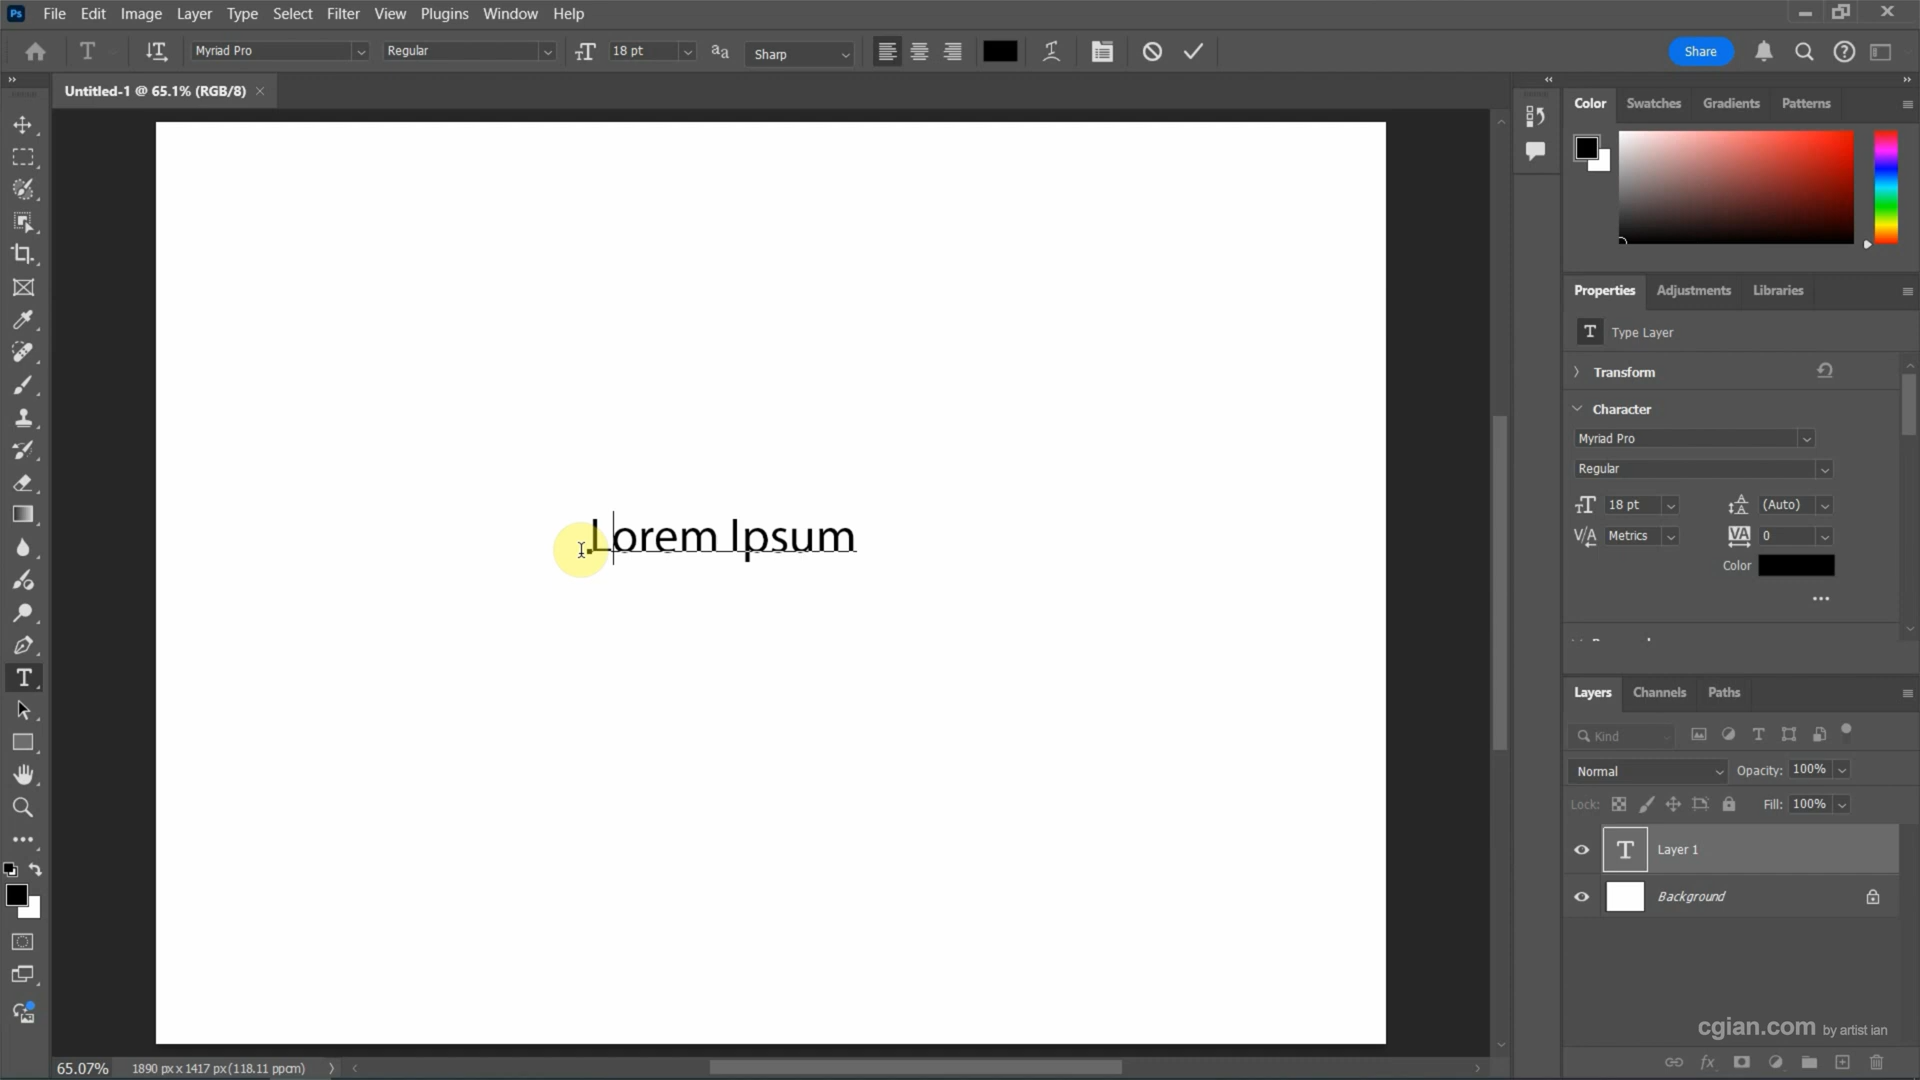 Ps File Edit Image Layer Type Select Filter View Plugins Window Help
Myriad Pro Regular 18 pt Sharp Share
Untitled-1 @ 65.1% (RGB/8)
Color Swatches Gradients Patterns
Properties Adjustments Libraries
T Type Layer
Transform
Character
Myriad Pro
Regular
18 pt (Auto)
Metrics 0
Color
Lorem Ipsum
Layers Channels Paths
Kind
Normal Opacity: 100%
Lock: Fill: 100%
T Layer 1
Background
cgian.com by artist ian
65.07% 1890 px x 1417 px (118.11 ppcm)